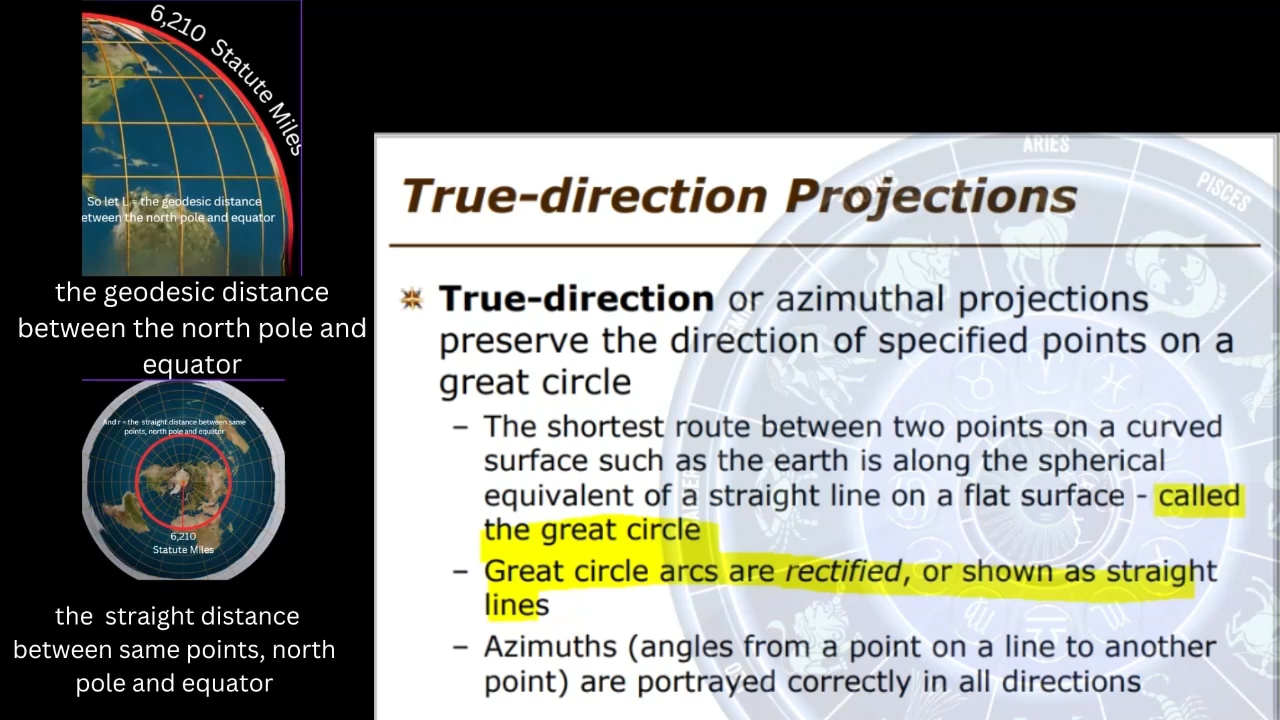 6,210 Statute Miles
So let L = the geodesic distance
etween the north pole and equator
the geodesic distance
between the north pole and
equator
And r = the straight distance between same
points, north pole and equator
6,210
Statute Miles
the straight distance
between same points, north
pole and equator
ARIES
PISCES
True-direction Projections
True-direction or azimuthal projections
preserve the direction of specified points on a
great circle
– The shortest route between two points on a curved
surface such as the earth is along the spherical
equivalent of a straight line on a flat surface - called
the great circle
– Great circle arcs are rectified, or shown as straight
lines
– Azimuths (angles from a point on a line to another
point) are portrayed correctly in all directions